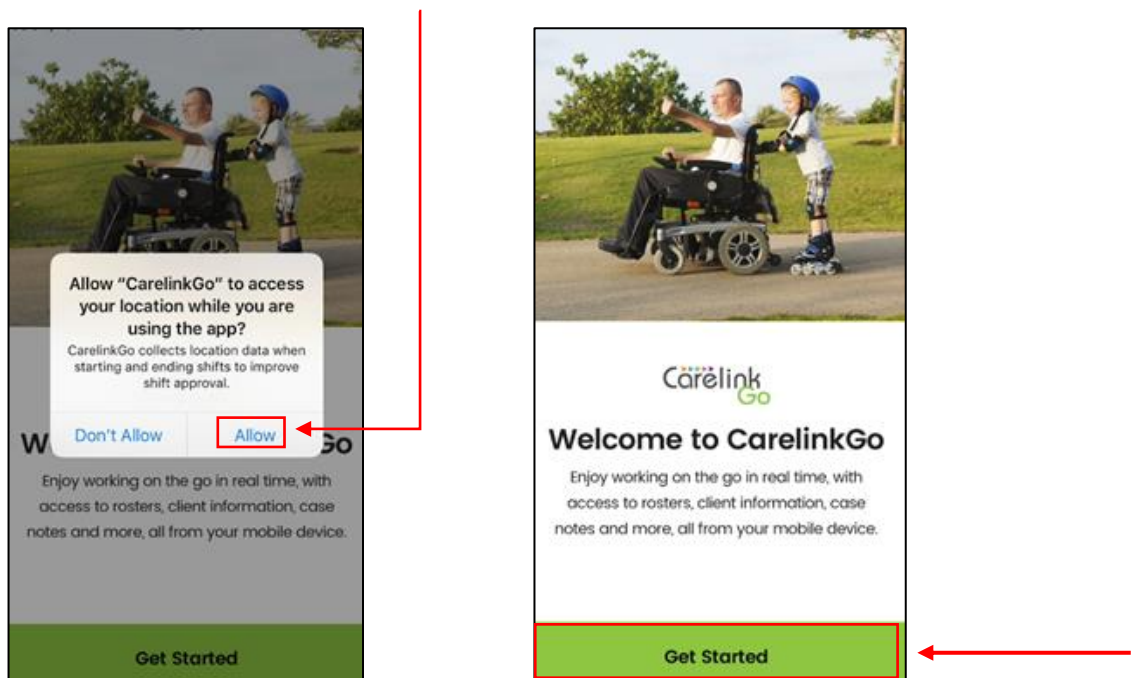 Allow "CarelinkGo" to access
your location while you are
using the app?
CarelinkGo collects location data when
starting and ending shifts to improve
shift approval.
Don't Allow
Allow
W
Go
Enjoy working on the go in real time, with
access to rosters, client information, case
notes and more, all from your mobile device.
Get Started
Carelink
Go
Welcome to CarelinkGo
Enjoy working on the go in real time, with
access to rosters, client information, case
notes and more, all from your mobile device.
Get Started